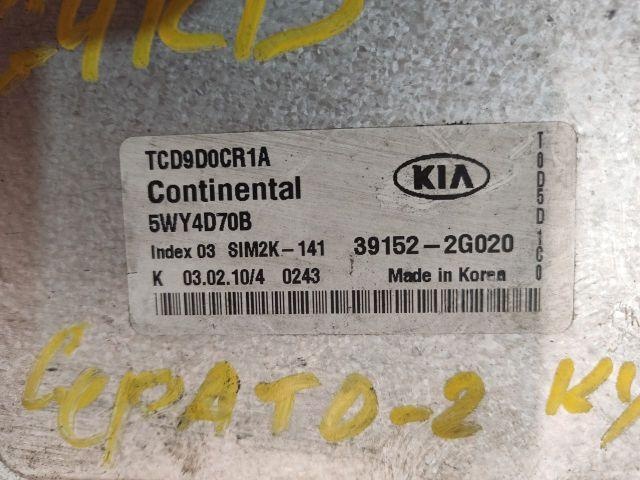 TCD9D0CR1A
Continental
5WY4D70B
Index 03 SIM2K-141
K 03.02.10/4 0243
KIA
39152-2G020
Made in Korea
T0D5D1C0
Серато-2 ку